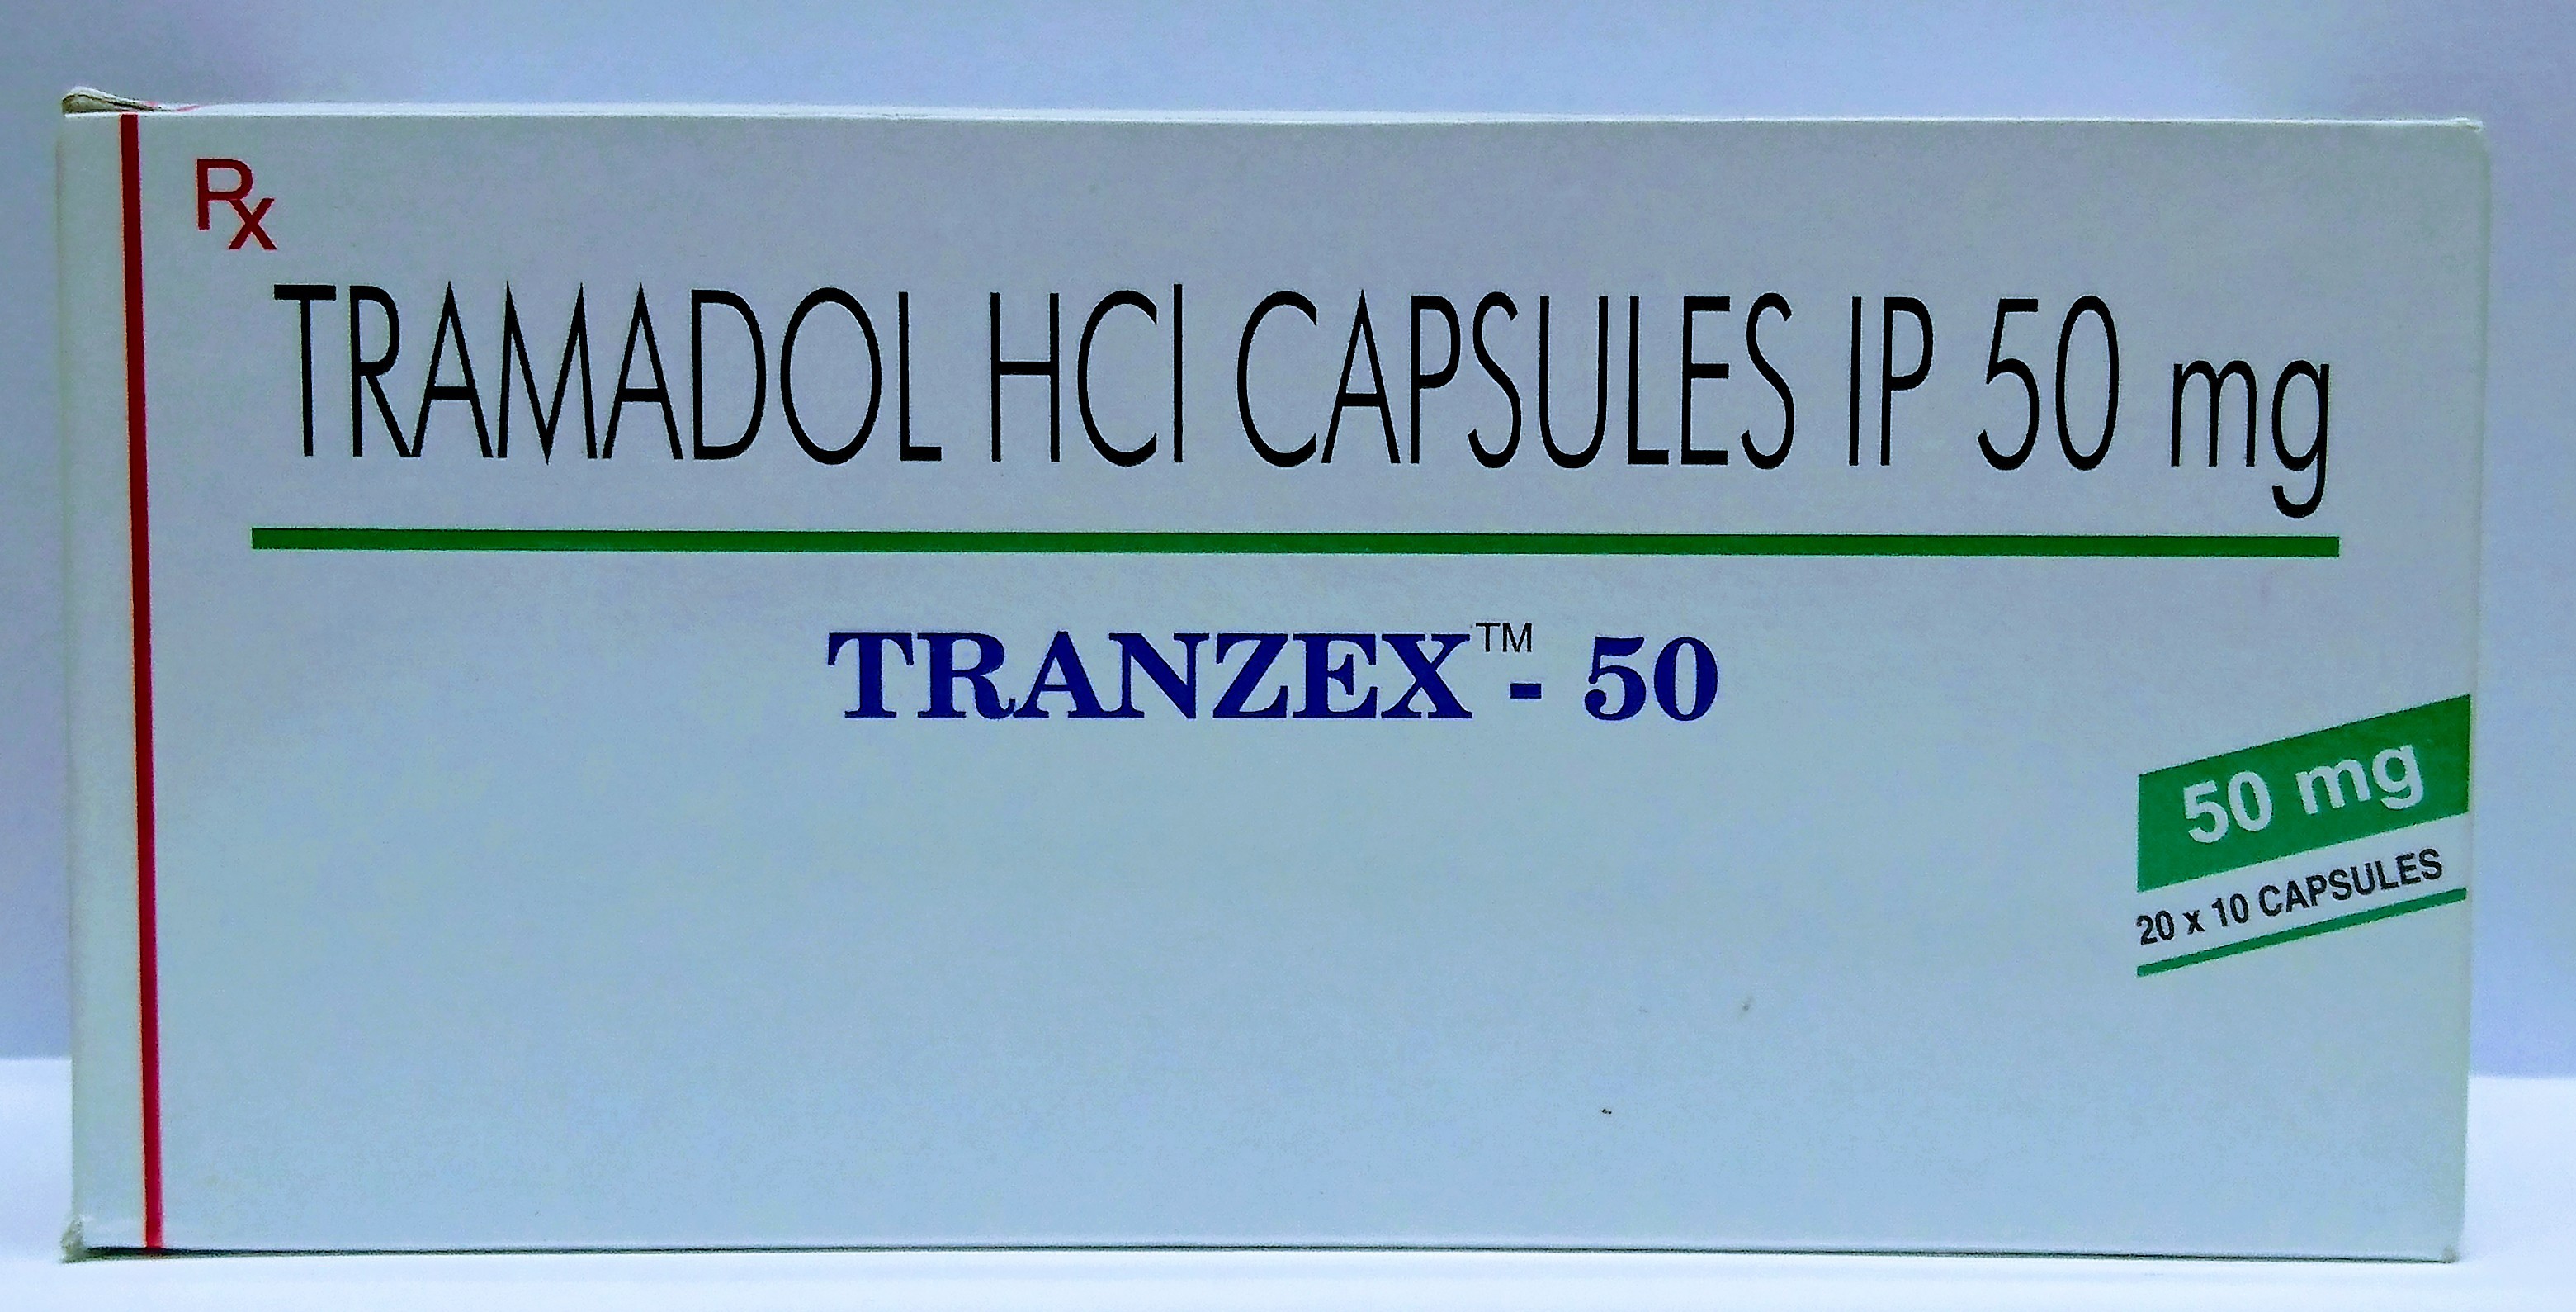 Rx
TRAMADOL HCl CAPSULES IP 50 mg
TRANZEX™ - 50
50 mg
20 x 10 CAPSULES